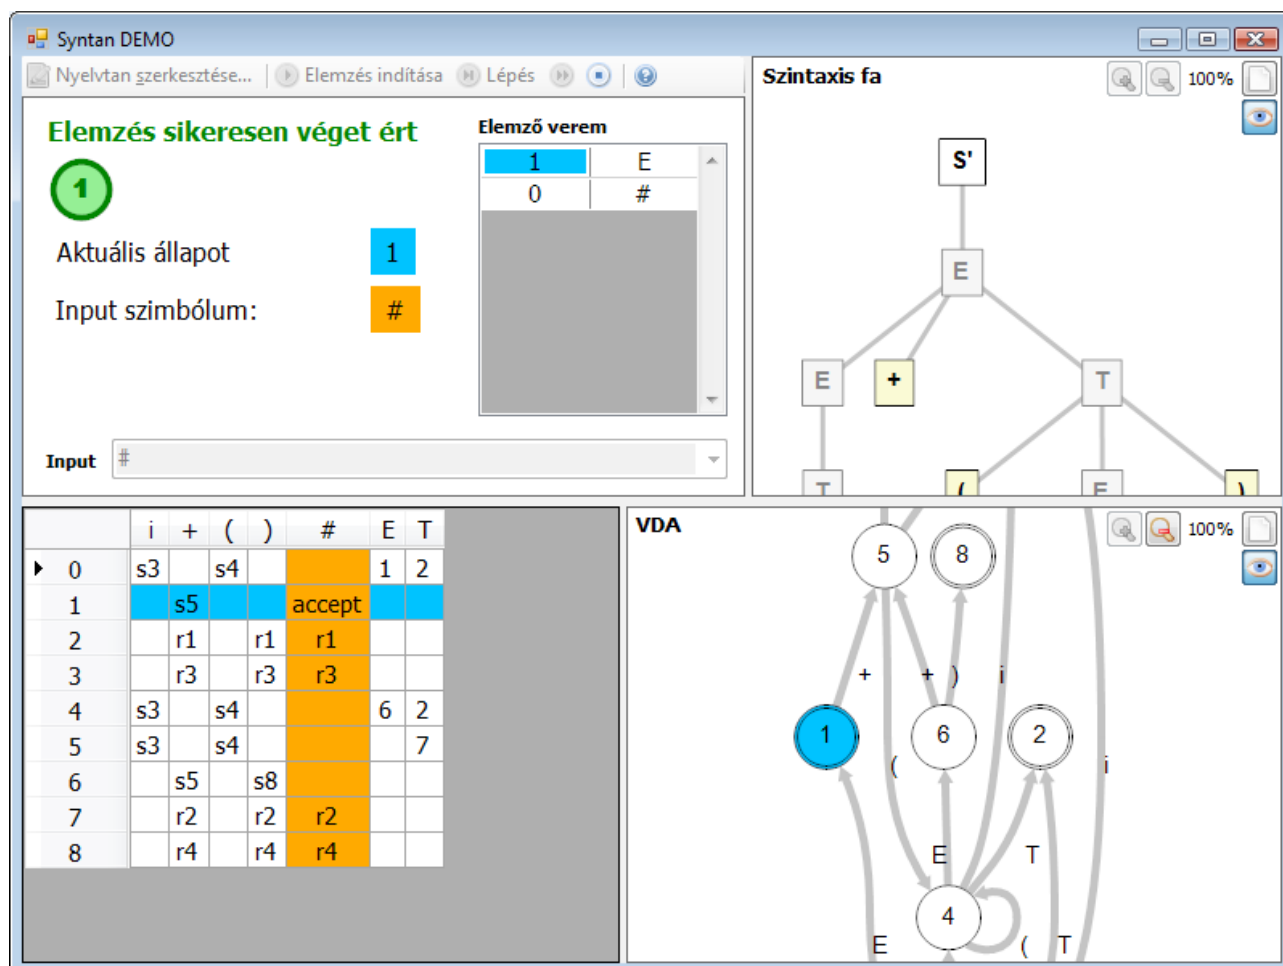 Syntan DEMO
Nyelvtan szerkesztése... Elemzés indítása Lépés
Elemzés sikeresen véget ért
1
Aktuális állapot 1
Input szimbólum: #
Elemző verem
1 E
0 #
Input #
Szintaxis fa 100%
S'
E
E + T
T ( E )
i + ( ) # E T
0 s3 s4 1 2
1 s5 accept
2 r1 r1 r1
3 r3 r3 r3
4 s3 s4 6 2
5 s3 s4 7
6 s5 s8
7 r2 r2 r2
8 r4 r4 r4
VDA 100%
5 8
+ + ) i
1 6 2
( i
E T
4
E ( T